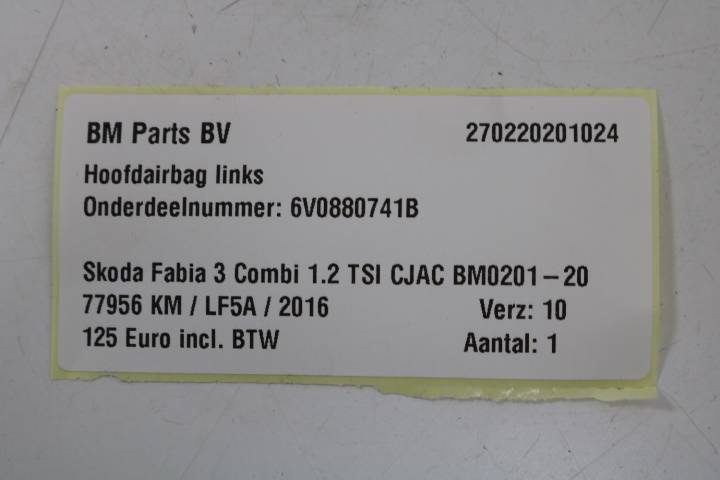 BM Parts BV 270220201024
Hoofdairbag links
Onderdeelnummer: 6V0880741B
Skoda Fabia 3 Combi 1.2 TSI CJAC BM0201-20
77956 KM / LF5A / 2016 Verz: 10
125 Euro incl. BTW Aantal: 1